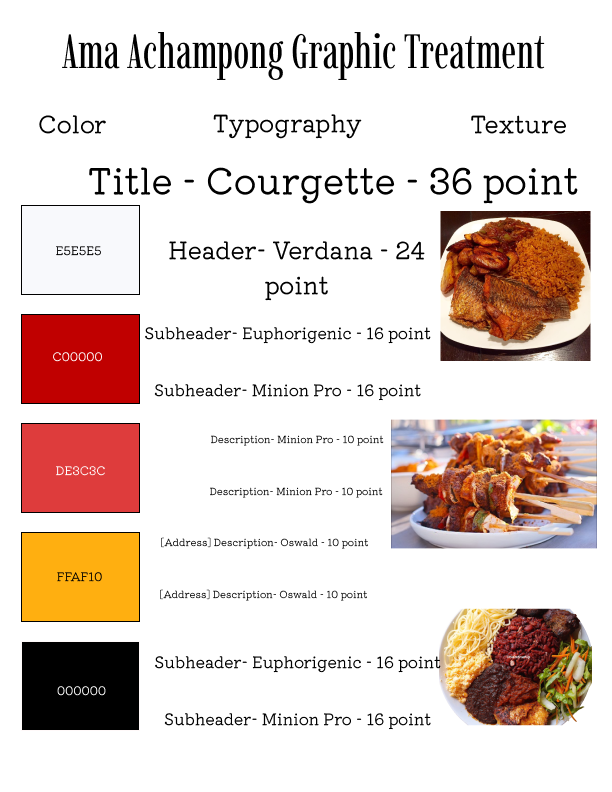 Ama Achampong Graphic Treatment
Color
Typography
Texture
Title - Courgette - 36 point
E5E5E5
Header- Verdana - 24
point
C00000
Subheader- Euphorigenic - 16 point
Subheader- Minion Pro - 16 point
DE3C3C
Description- Minion Pro - 10 point
Description- Minion Pro - 10 point
FFAF10
[Address] Description- Oswald - 10 point
[Address] Description- Oswald - 10 point
000000
Subheader- Euphorigenic - 16 point
Subheader- Minion Pro - 16 point